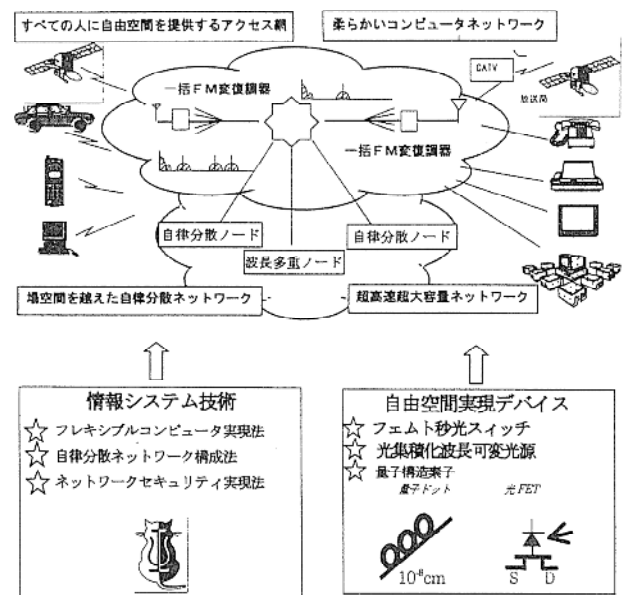 すべての人に自由空間を提供するアクセス網
柔らかいコンピュータネットワーク
CATV
放送局
一括FM変復調器
一括FM変復調器
自律分散ノード
自律分散ノード
波長多重ノード
場空間を越えた自律分散ネットワーク
超高速超大容量ネットワーク
情報システム技術
☆ フレキシブルコンピュータ実現法
☆ 自律分散ネットワーク構成法
☆ ネットワークセキュリティ実現法
自由空間実現デバイス
☆ フェムト秒光スィッチ
☆ 光集積化波長可変光源
☆ 量子構造素子
量子ドット
光FET
10⁻⁸cm
S D